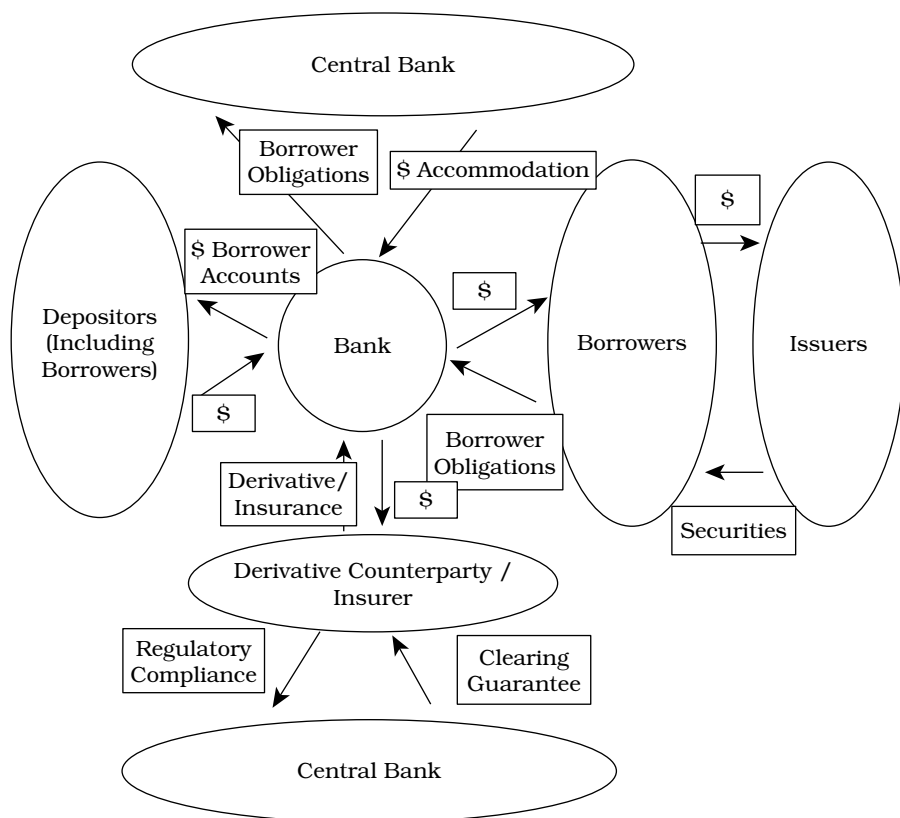 Central Bank
Borrower
Obligations
$ Accommodation
$
$ Borrower
Accounts
$
Depositors
(Including
Borrowers)
Bank
Borrowers
Issuers
$
Borrower
Obligations
Derivative/
Insurance
$
Securities
Derivative Counterparty /
Insurer
Regulatory
Compliance
Clearing
Guarantee
Central Bank